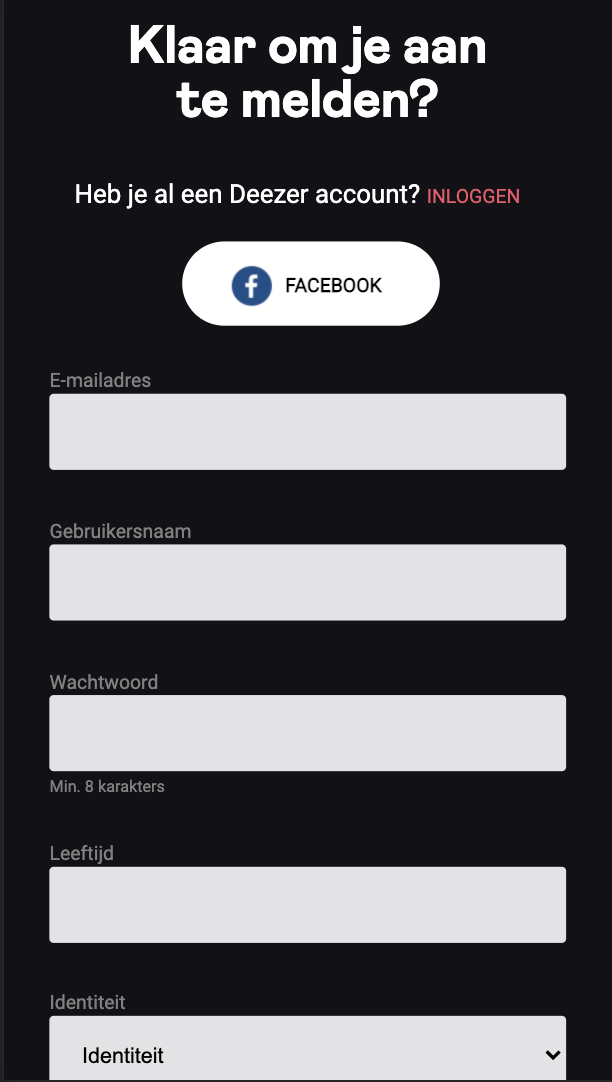 Klaar om je aan
te melden?
Heb je al een Deezer account? INLOGGEN
FACEBOOK
E-mailadres
Gebruikersnaam
Wachtwoord
Min. 8 karakters
Leeftijd
Identiteit
Identiteit